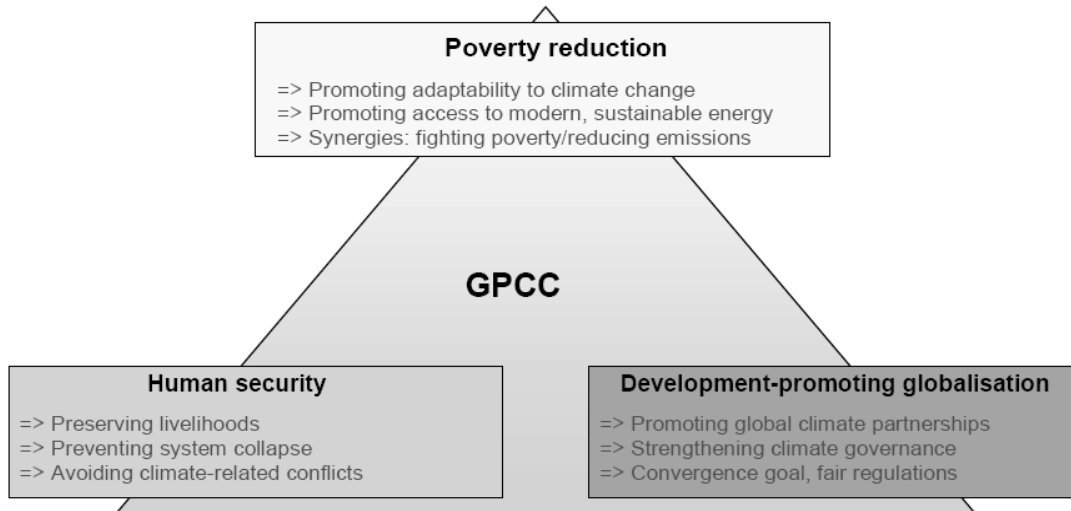 Poverty reduction
=> Promoting adaptability to climate change
=> Promoting access to modern, sustainable energy
=> Synergies: fighting poverty/reducing emissions
GPCC
Human security
=> Preserving livelihoods
=> Preventing system collapse
=> Avoiding climate-related conflicts
Development-promoting globalisation
=> Promoting global climate partnerships
=> Strengthening climate governance
=> Convergence goal, fair regulations